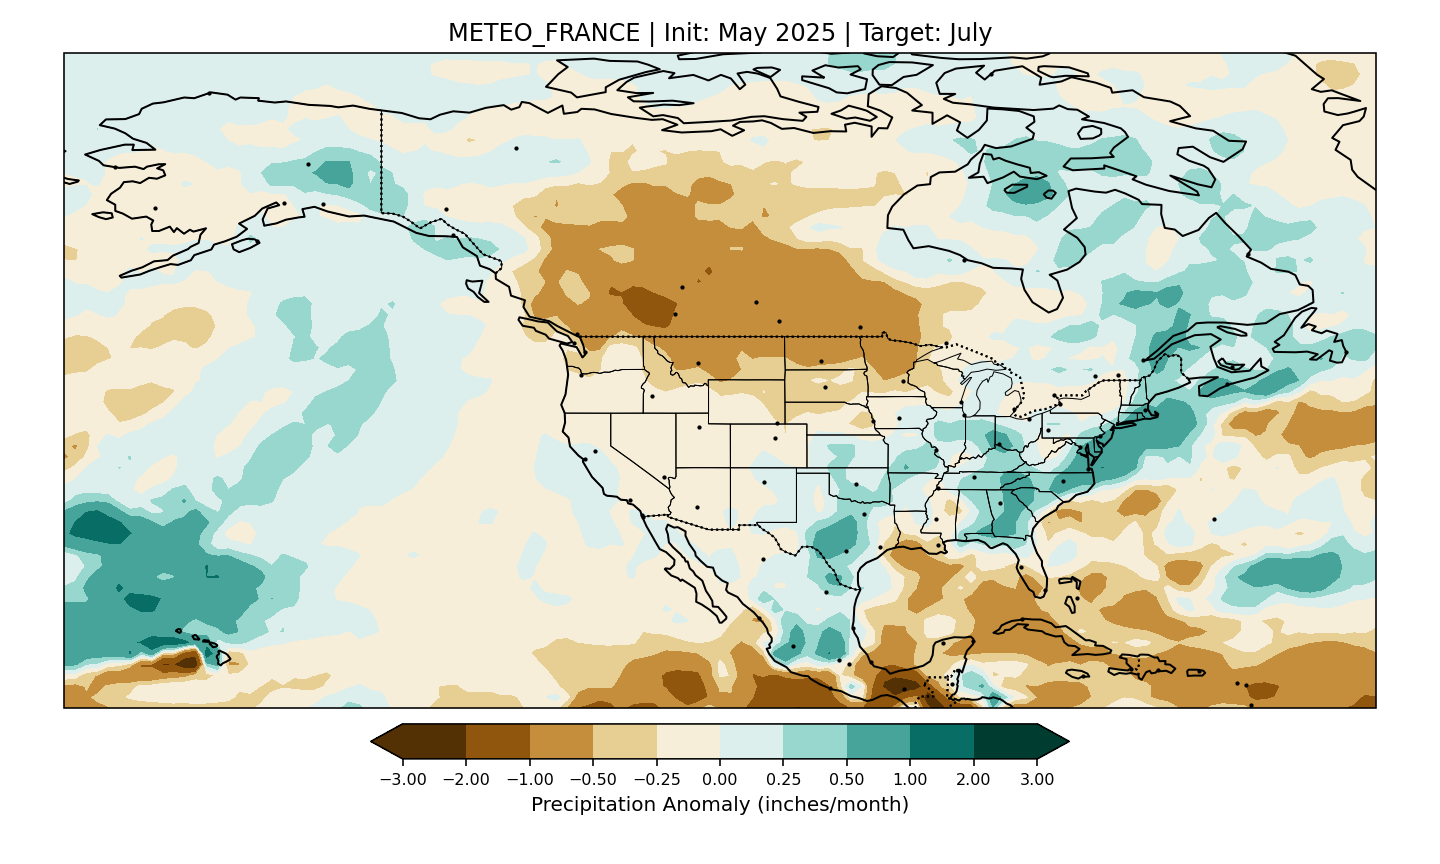 METEO_FRANCE | Init: May 2025 | Target: July
−3.00 −2.00 −1.00 −0.50 −0.25 0.00 0.25 0.50 1.00 2.00 3.00
Precipitation Anomaly (inches/month)